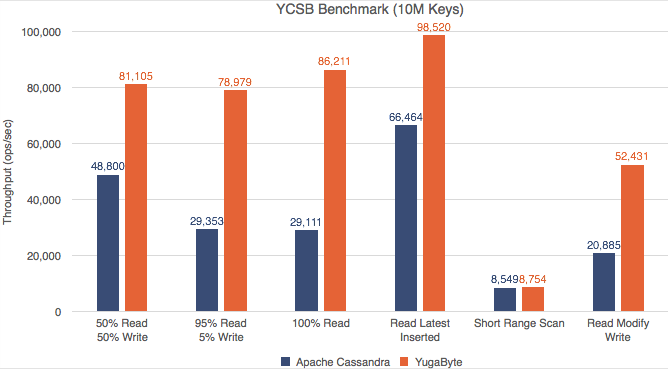 YCSB Benchmark (10M Keys)
Throughput (ops/sec)
100,000
80,000
60,000
40,000
20,000
0
48,800
81,105
29,353
78,979
29,111
86,211
66,464
98,520
8,549
8,754
20,885
52,431
50% Read
50% Write
95% Read
5% Write
100% Read
Read Latest
Inserted
Short Range Scan
Read Modify
Write
Apache Cassandra
YugaByte